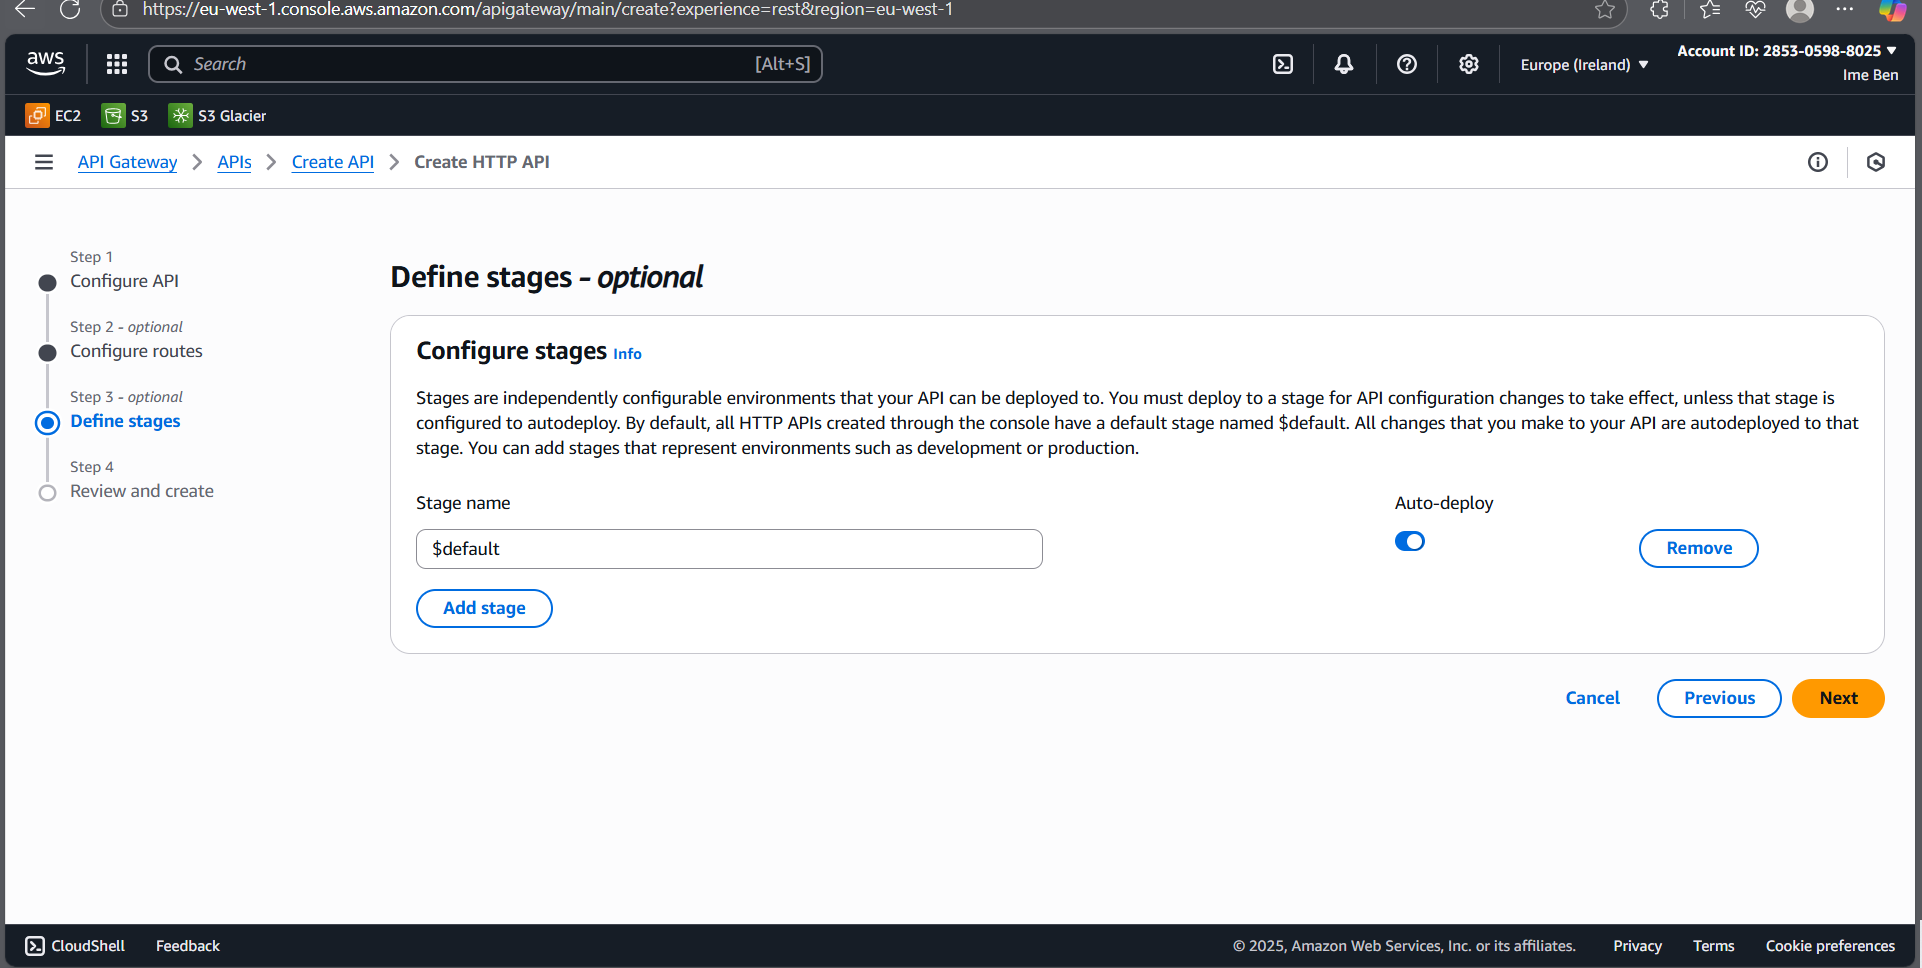 https://eu-west-1.console.aws.amazon.com/apigateway/main/create?experience=rest&region=eu-west-1
aws
Search
[Alt+S]
Europe (Ireland)
Account ID: 2853-0598-8025
Ime Ben
EC2
S3
S3 Glacier
API Gateway
APIs
Create API
Create HTTP API
Step 1
Configure API
Step 2 - optional
Configure routes
Step 3 - optional
Define stages
Step 4
Review and create
Define stages - optional
Configure stages Info
Stages are independently configurable environments that your API can be deployed to. You must deploy to a stage for API configuration changes to take effect, unless that stage is
configured to autodeploy. By default, all HTTP APIs created through the console have a default stage named $default. All changes that you make to your API are autodeployed to that
stage. You can add stages that represent environments such as development or production.
Stage name
Auto-deploy
$default
Remove
Add stage
Cancel
Previous
Next
CloudShell
Feedback
© 2025, Amazon Web Services, Inc. or its affiliates.
Privacy
Terms
Cookie preferences